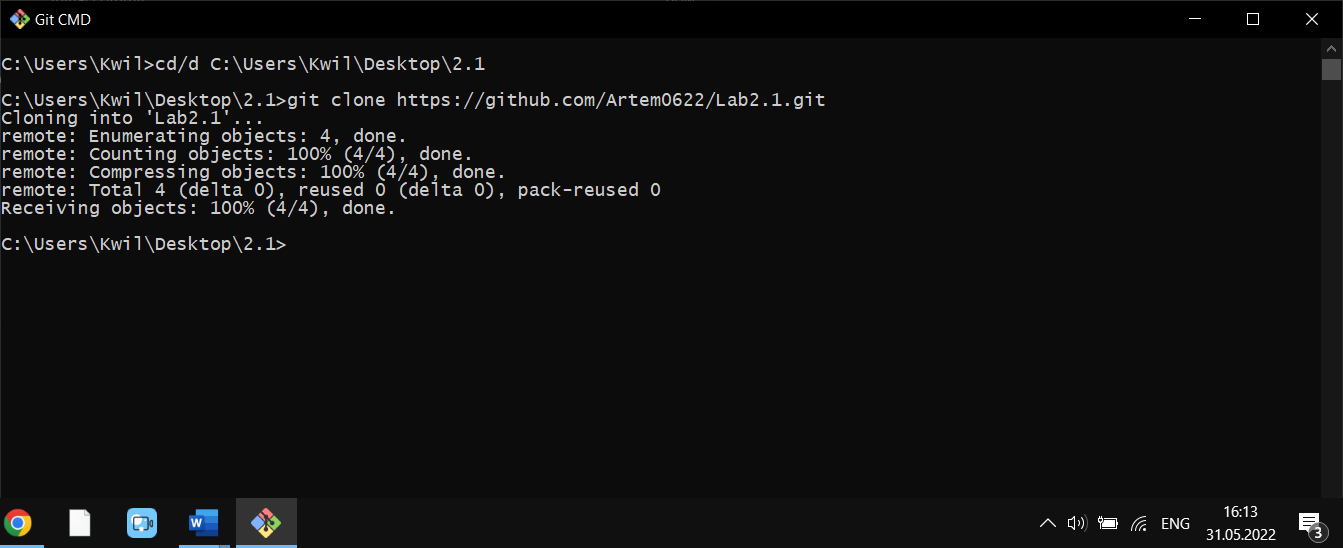 Git CMD
C:\Users\Kwil>cd/d C:\Users\Kwil\Desktop\2.1
C:\Users\Kwil\Desktop\2.1>git clone https://github.com/Artem0622/Lab2.1.git
Cloning into 'Lab2.1'...
remote: Enumerating objects: 4, done.
remote: Counting objects: 100% (4/4), done.
remote: Compressing objects: 100% (4/4), done.
remote: Total 4 (delta 0), reused 0 (delta 0), pack-reused 0
Receiving objects: 100% (4/4), done.
C:\Users\Kwil\Desktop\2.1>
W
ENG
16:13
31.05.2022
3